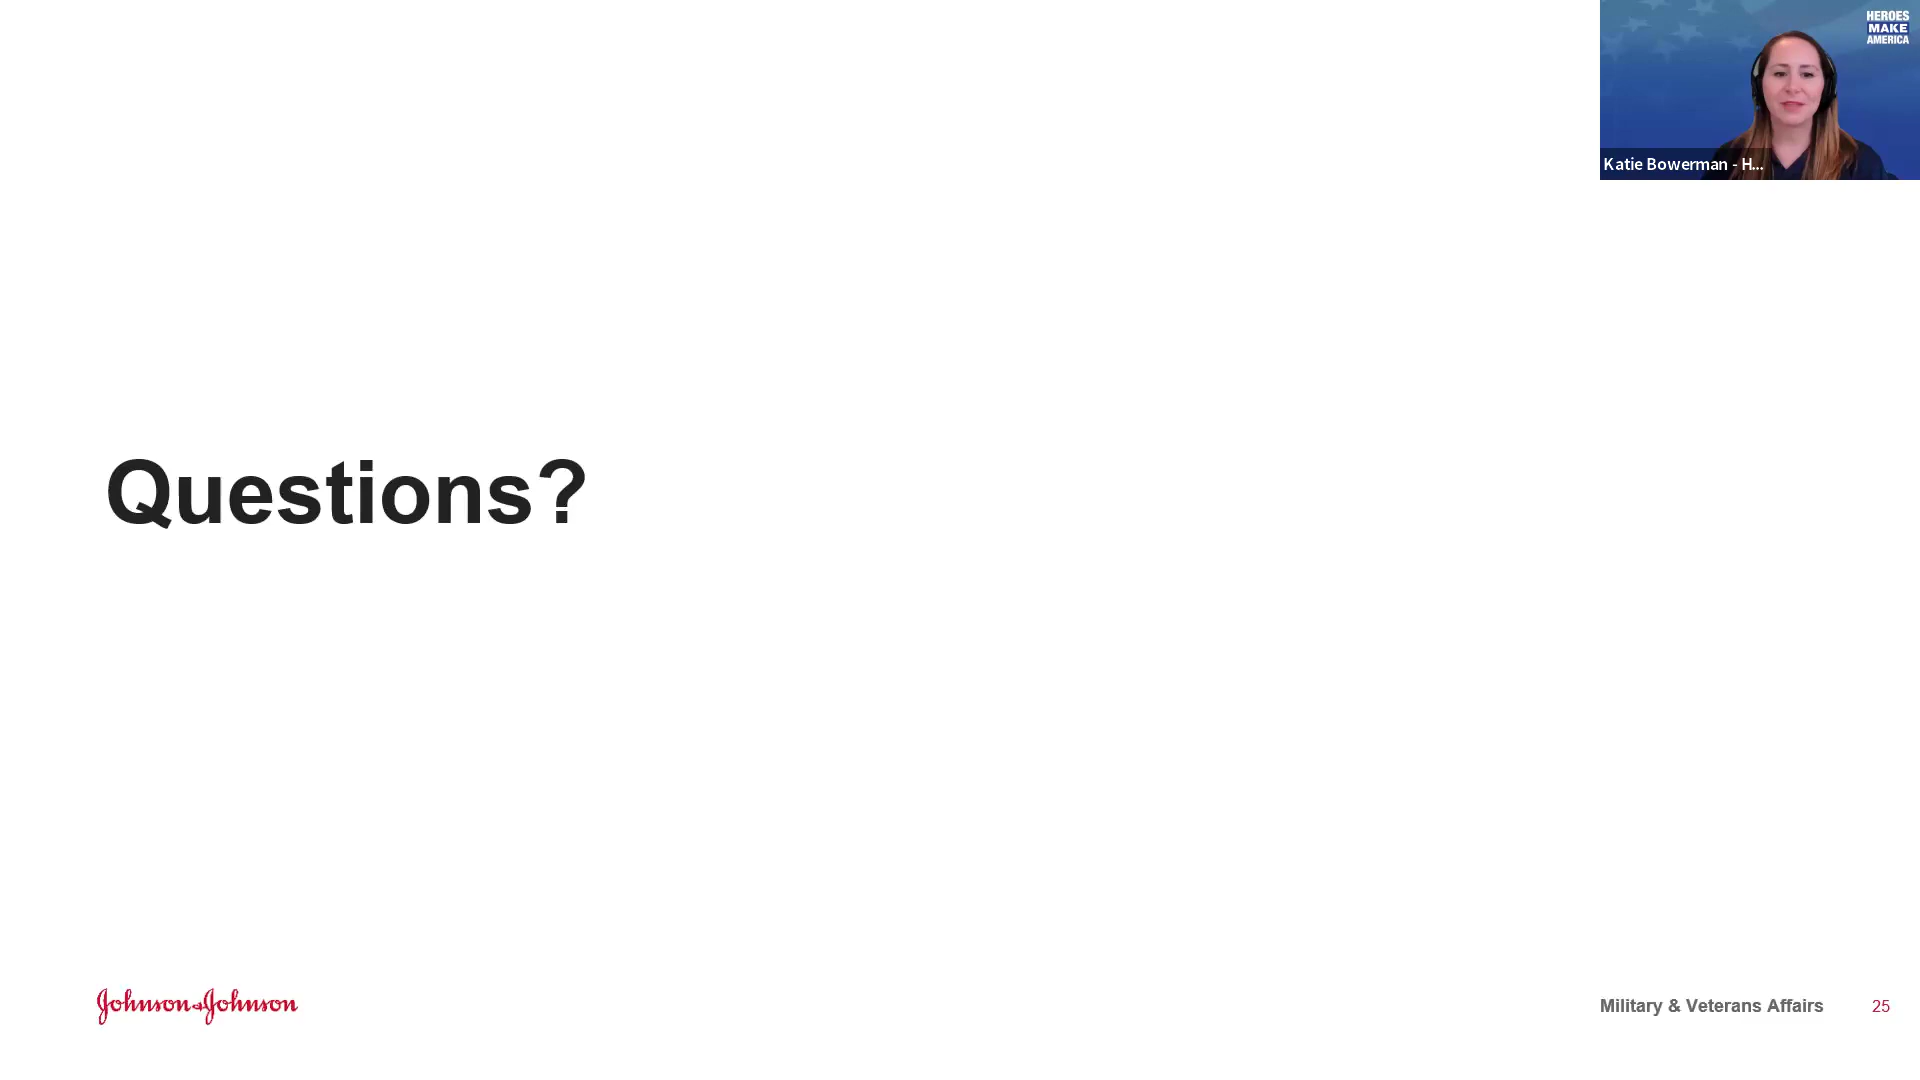 HEROES
MAKE
AMERICA
Katie Bowerman - H...
Questions?
Johnson&Johnson
Military & Veterans Affairs
25